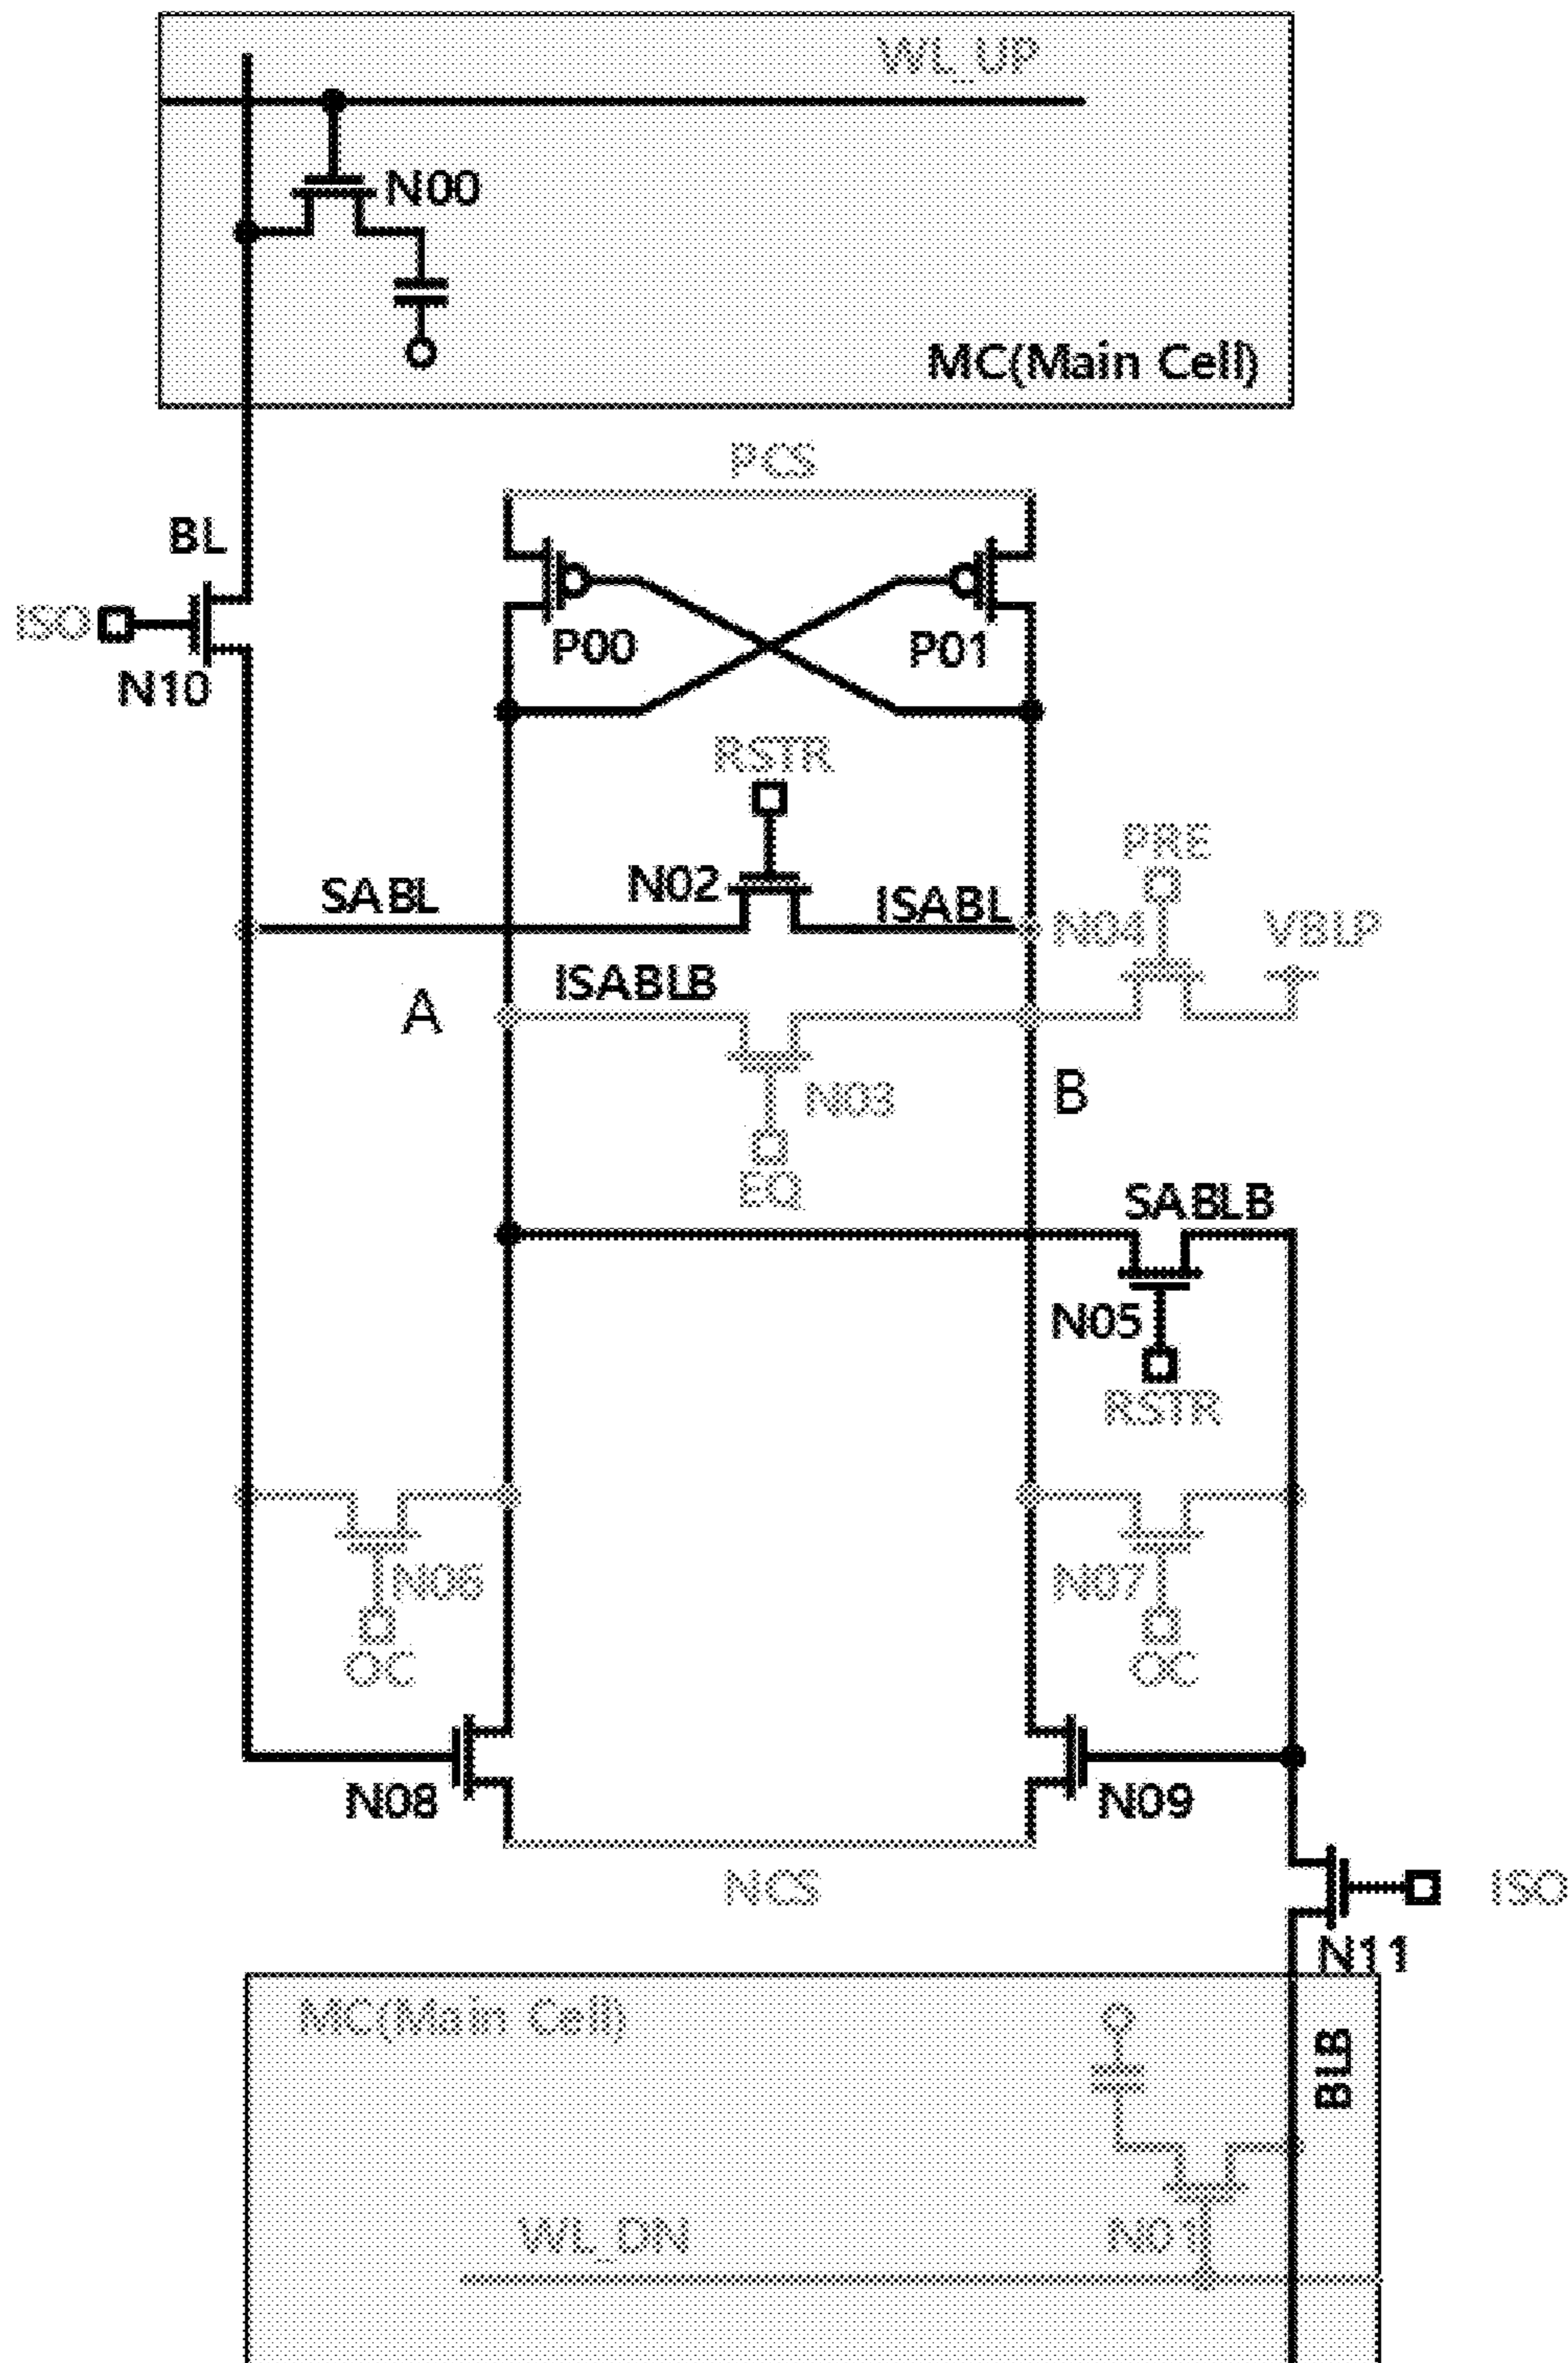 WL_UP
N00
MC(Main Cell)
PCS
BL
ISO
P00
P01
N10
RSTR
PRE
N02
SABL
ISABL
N04
VBLP
ISABLB
A
B
N03
EQ
SABLB
N05
RSTR
N06
N07
OC
OC
N08
N09
NCS
ISO
N11
MC(Main Cell)
BLB
WL_DN
N01